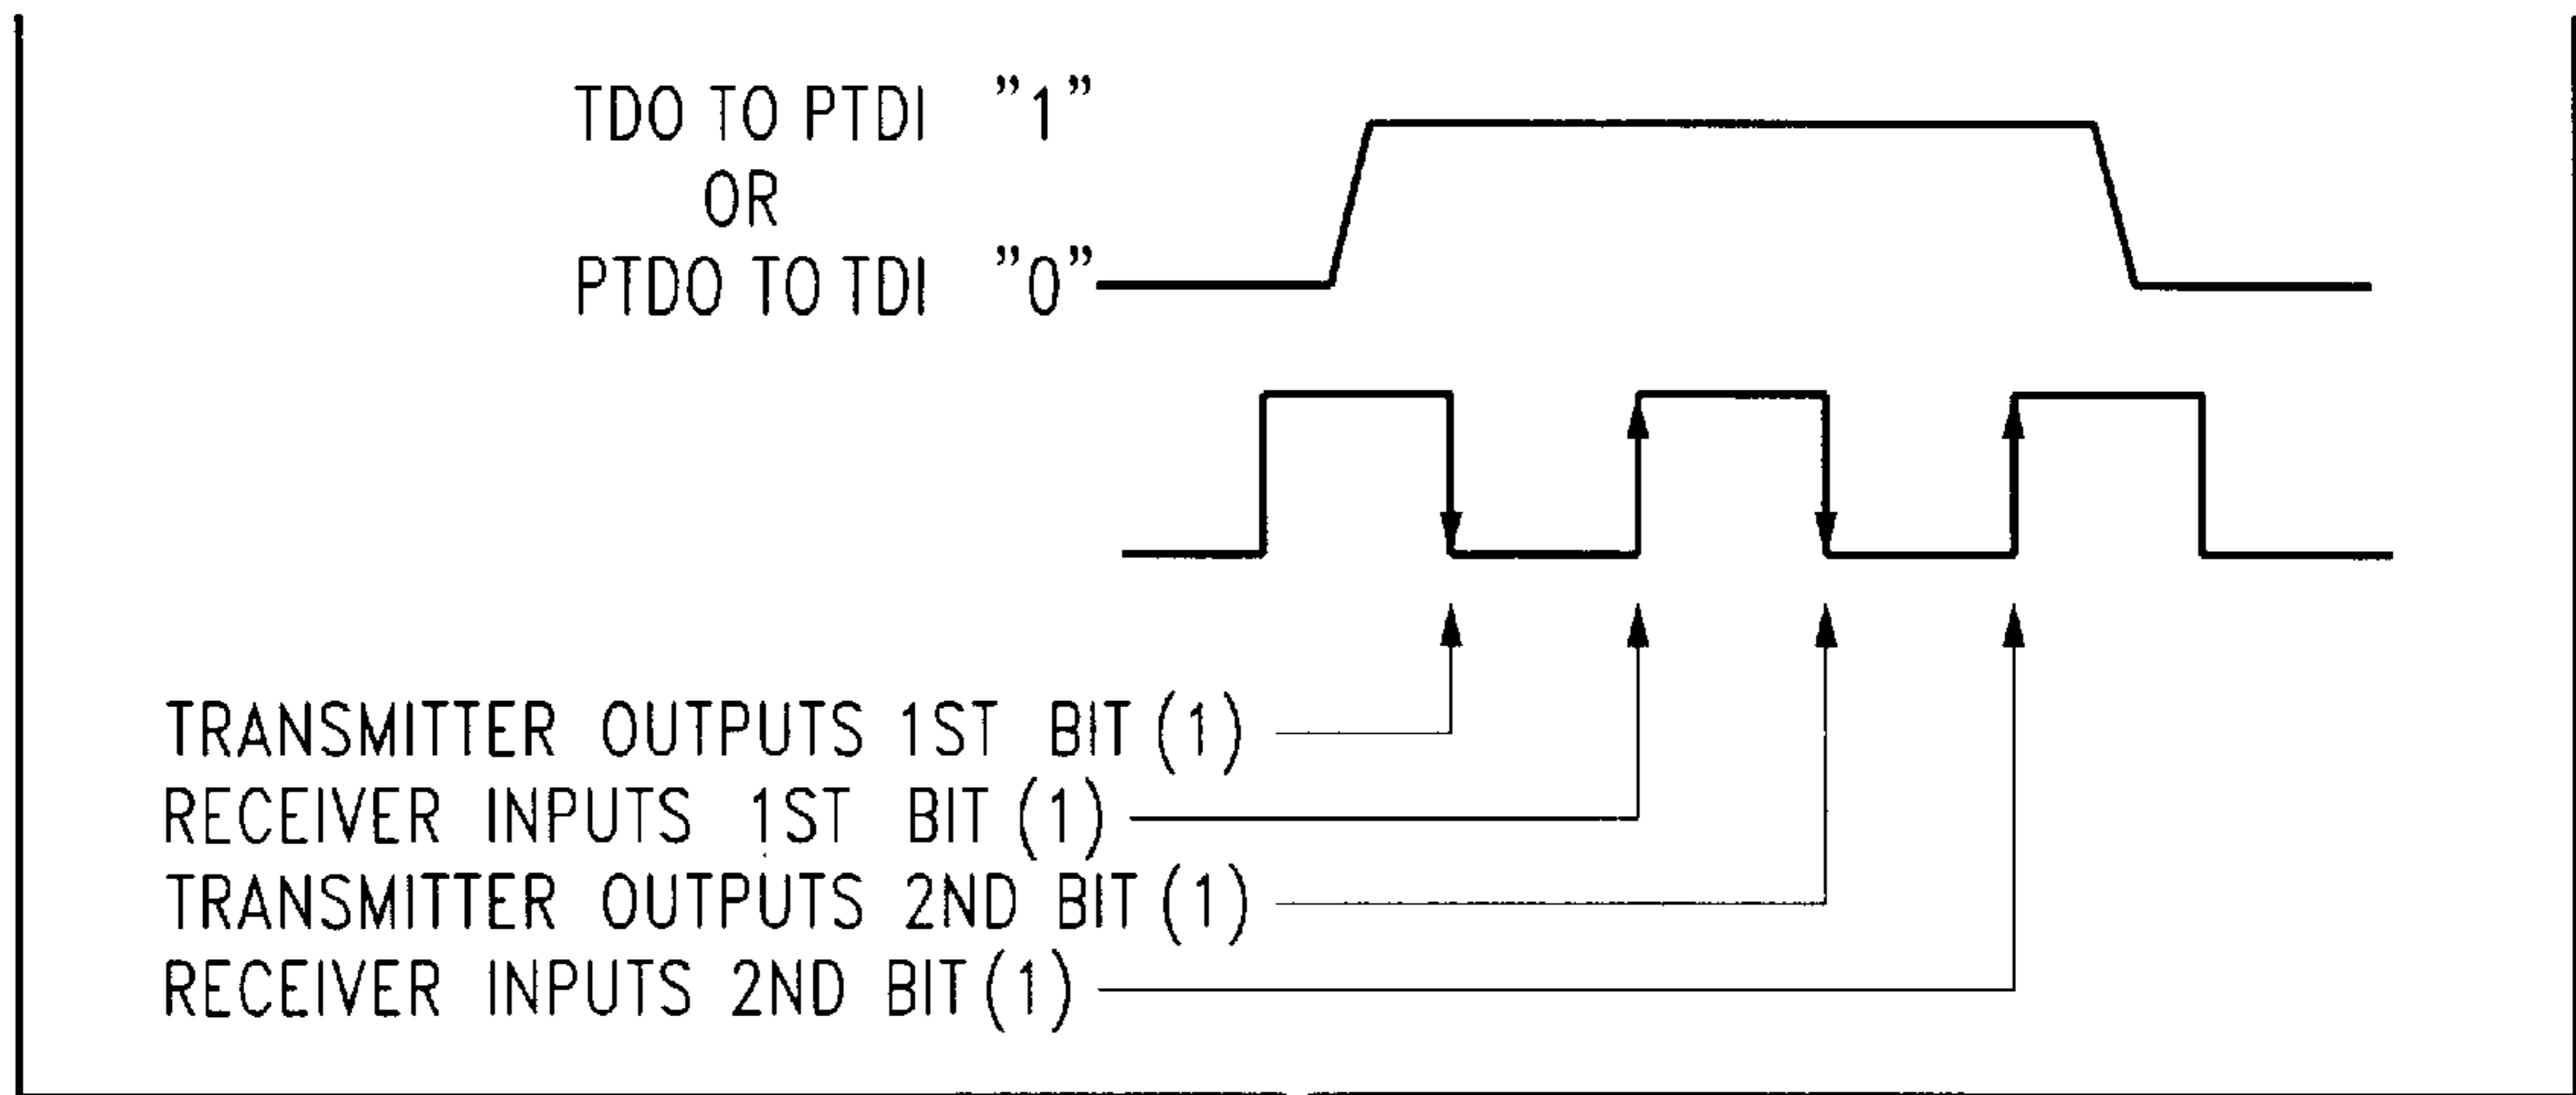 TDO TO PTDI "1"
OR
PTDO TO TDI "0"
TRANSMITTER OUTPUTS 1ST BIT (1)
RECEIVER INPUTS 1ST BIT (1)
TRANSMITTER OUTPUTS 2ND BIT (1)
RECEIVER INPUTS 2ND BIT (1)